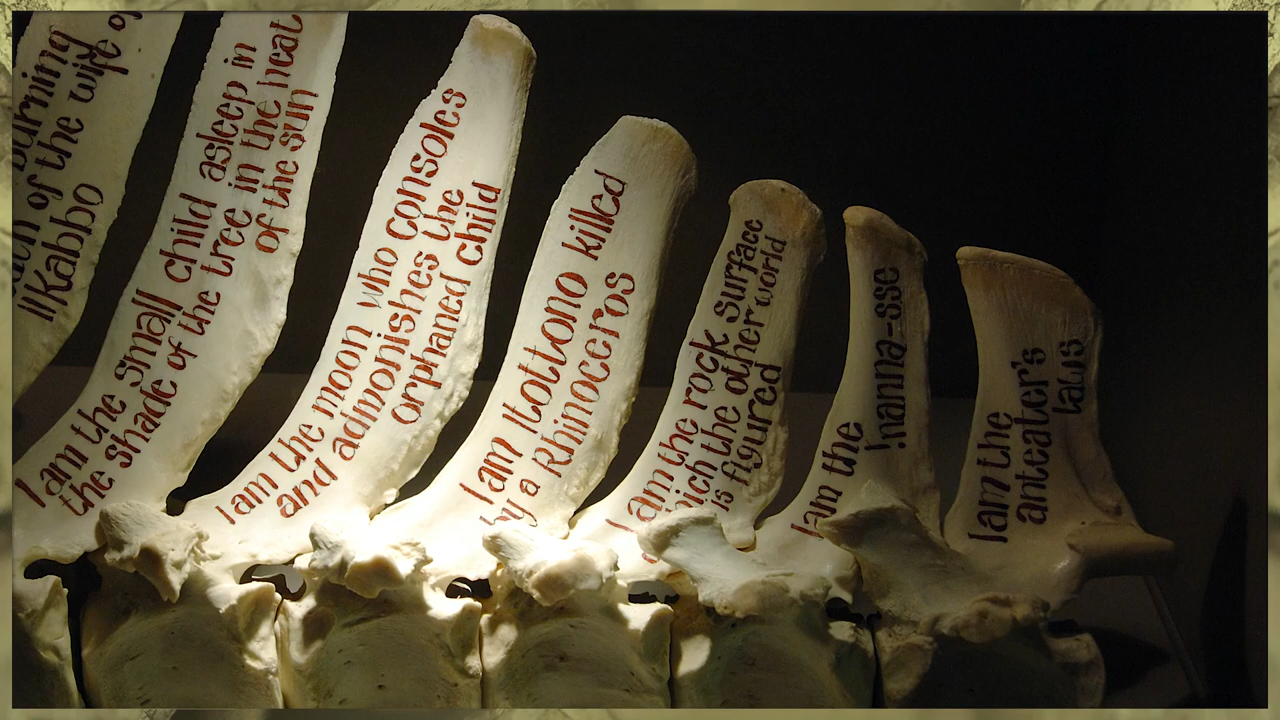 burning
of the wife of
||Kabbo
I am the small child asleep in
the shade of the tree in the heat
of the sun
I am the moon who consoles
and admonishes the
orphaned child
I am !tottono killed
by a Rhinoceros
I am the rock surface
which the other world
is figured
I am the
!nanna-sse
I am the
anteater's
laws